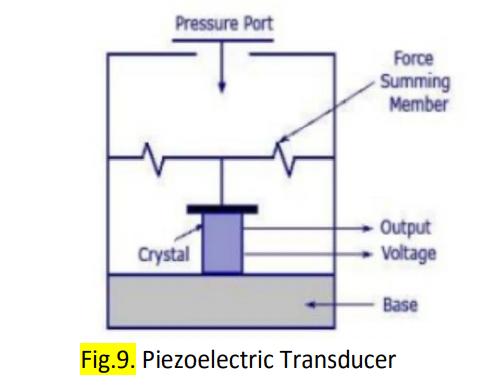 Pressure Port
Force
Summing
Member
Crystal
Output
Voltage
Base
Fig.9. Piezoelectric Transducer